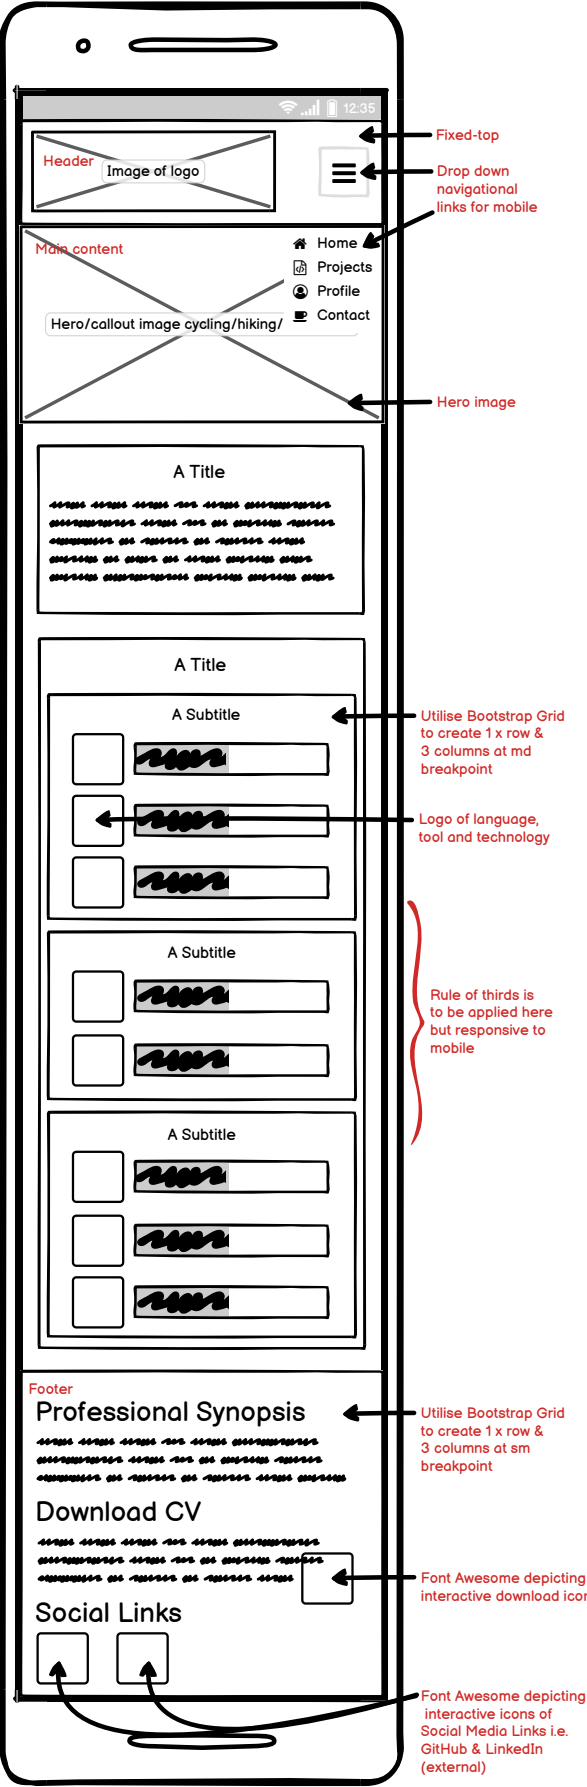 12:35
Fixed-top
Header
Image of logo
Drop down
navigational
links for mobile
Main content
Home
Projects
Profile
Contact
Hero/callout image cycling/hiking/
Hero image
A Title
A Title
A Subtitle
Utilise Bootstrap Grid
to create 1 x row &
3 columns at md
breakpoint
Logo of language,
tool and technology
A Subtitle
Rule of thirds is
to be applied here
but responsive to
mobile
A Subtitle
Footer
Professional Synopsis
Utilise Bootstrap Grid
to create 1 x row &
3 columns at sm
breakpoint
Download CV
Font Awesome depicting
interactive download icon
Social Links
Font Awesome depicting
interactive icons of
Social Media Links i.e.
GitHub & LinkedIn
(external)